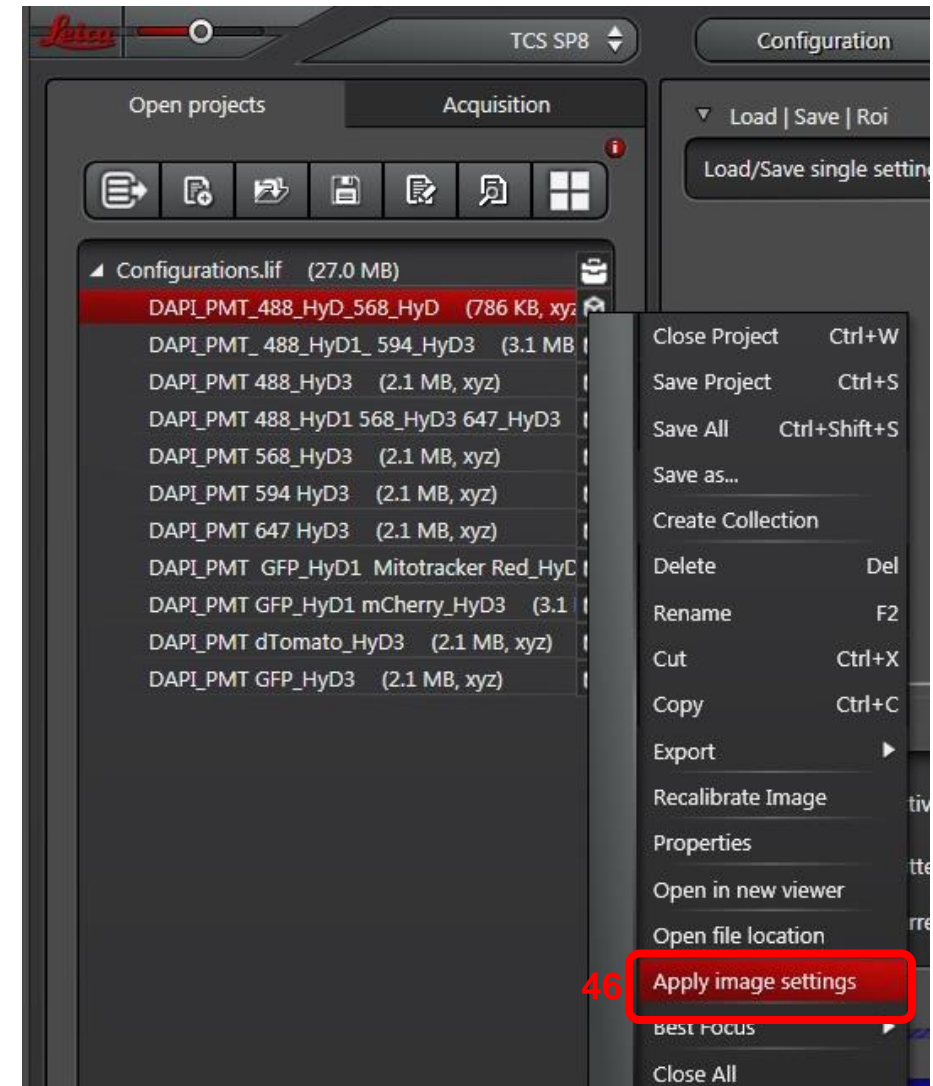 Leica
TCS SP8
Configuration
Open projects
Acquisition
Load | Save | Roi
Load/Save single setting
Configurations.lif (27.0 MB)
DAPI_PMT_488_HyD_568_HyD (786 KB, xyz
DAPI_PMT_ 488_HyD1_ 594_HyD3 (3.1 MB
DAPI_PMT 488_HyD3 (2.1 MB, xyz)
DAPI_PMT 488_HyD1 568_HyD3 647_HyD3
DAPI_PMT 568_HyD3 (2.1 MB, xyz)
DAPI_PMT 594 HyD3 (2.1 MB, xyz)
DAPI_PMT 647 HyD3 (2.1 MB, xyz)
DAPI_PMT GFP_HyD1 Mitotracker Red_HyD
DAPI_PMT GFP_HyD1 mCherry_HyD3 (3.1
DAPI_PMT dTomato_HyD3 (2.1 MB, xyz)
DAPI_PMT GFP_HyD3 (2.1 MB, xyz)
Close Project Ctrl+W
Save Project Ctrl+S
Save All Ctrl+Shift+S
Save as...
Create Collection
Delete Del
Rename F2
Cut Ctrl+X
Copy Ctrl+C
Export
Recalibrate Image
Properties
Open in new viewer
Open file location
46 Apply image settings
Best Focus
Close All